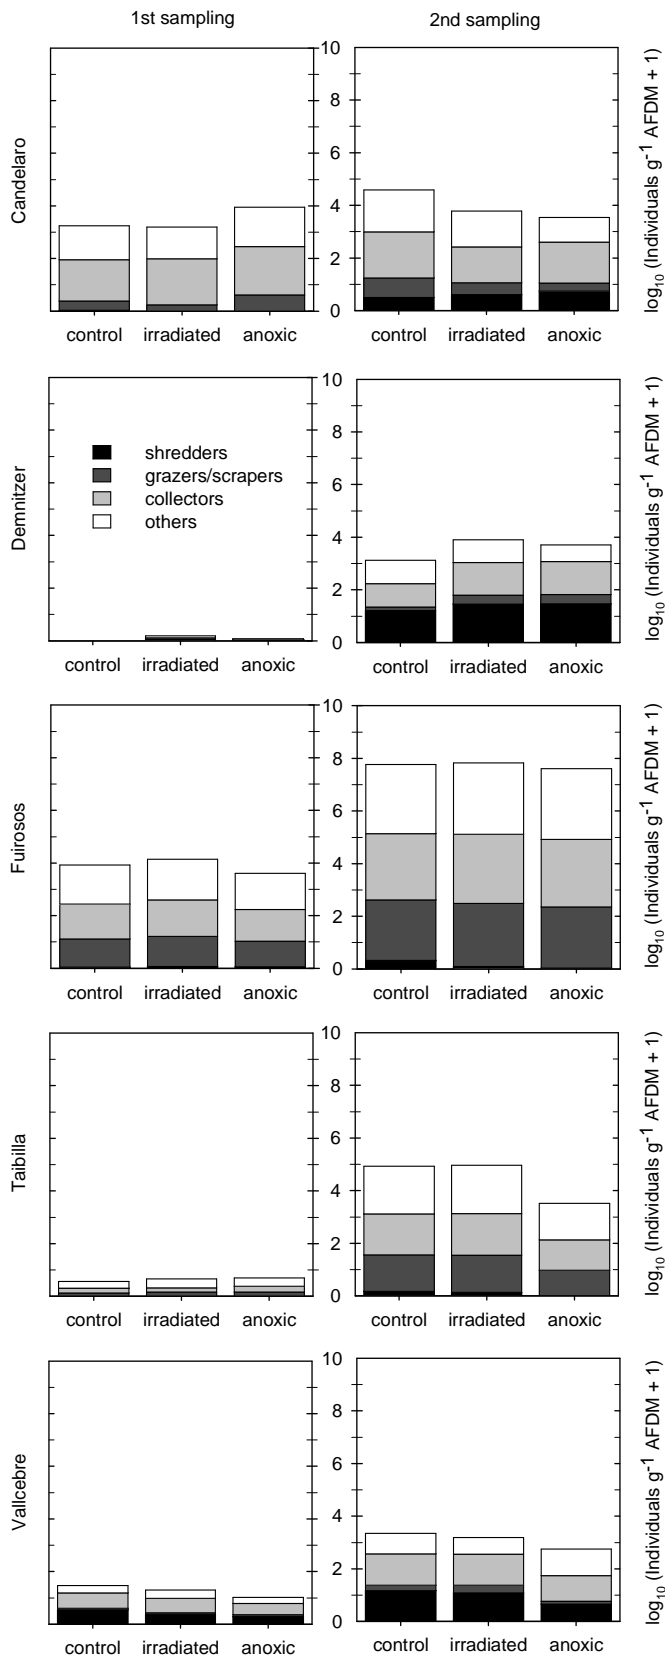 1st sampling 2nd sampling
Candelaro
10
8
6
4
2
0
log10 (Individuals g-1 AFDM + 1)
control irradiated anoxic control irradiated anoxic
Demnitzer
shredders
grazers/scrapers
collectors
others
10
8
6
4
2
0
log10 (Individuals g-1 AFDM + 1)
control irradiated anoxic control irradiated anoxic
Fuirosos
10
8
6
4
2
0
log10 (Individuals g-1 AFDM + 1)
control irradiated anoxic control irradiated anoxic
Taibilla
10
8
6
4
2
0
log10 (Individuals g-1 AFDM + 1)
control irradiated anoxic control irradiated anoxic
Vallcebre
10
8
6
4
2
0
log10 (Individuals g-1 AFDM + 1)
control irradiated anoxic control irradiated anoxic